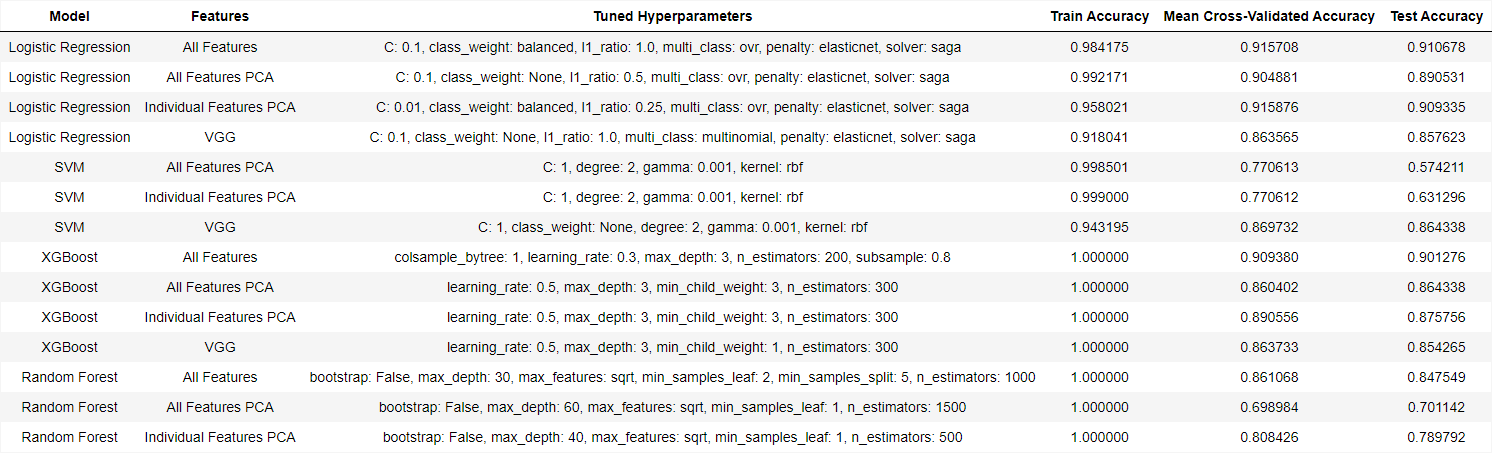 Model Features Tuned Hyperparameters Train Accuracy Mean Cross-Validated Accuracy Test Accuracy
Logistic Regression All Features C: 0.1, class_weight: balanced, l1_ratio: 1.0, multi_class: ovr, penalty: elasticnet, solver: saga 0.984175 0.915708 0.910678
Logistic Regression All Features PCA C: 0.1, class_weight: None, l1_ratio: 0.5, multi_class: ovr, penalty: elasticnet, solver: saga 0.992171 0.904881 0.890531
Logistic Regression Individual Features PCA C: 0.01, class_weight: balanced, l1_ratio: 0.25, multi_class: ovr, penalty: elasticnet, solver: saga 0.958021 0.915876 0.909335
Logistic Regression VGG C: 0.1, class_weight: None, l1_ratio: 1.0, multi_class: multinomial, penalty: elasticnet, solver: saga 0.918041 0.863565 0.857623
SVM All Features PCA C: 1, degree: 2, gamma: 0.001, kernel: rbf 0.998501 0.770613 0.574211
SVM Individual Features PCA C: 1, degree: 2, gamma: 0.001, kernel: rbf 0.999000 0.770612 0.631296
SVM VGG C: 1, class_weight: None, degree: 2, gamma: 0.001, kernel: rbf 0.943195 0.869732 0.864338
XGBoost All Features colsample_bytree: 1, learning_rate: 0.3, max_depth: 3, n_estimators: 200, subsample: 0.8 1.000000 0.909380 0.901276
XGBoost All Features PCA learning_rate: 0.5, max_depth: 3, min_child_weight: 3, n_estimators: 300 1.000000 0.860402 0.864338
XGBoost Individual Features PCA learning_rate: 0.5, max_depth: 3, min_child_weight: 3, n_estimators: 300 1.000000 0.890556 0.875756
XGBoost VGG learning_rate: 0.5, max_depth: 3, min_child_weight: 1, n_estimators: 300 1.000000 0.863733 0.854265
Random Forest All Features bootstrap: False, max_depth: 30, max_features: sqrt, min_samples_leaf: 2, min_samples_split: 5, n_estimators: 1000 1.000000 0.861068 0.847549
Random Forest All Features PCA bootstrap: False, max_depth: 60, max_features: sqrt, min_samples_leaf: 1, n_estimators: 1500 1.000000 0.698984 0.701142
Random Forest Individual Features PCA bootstrap: False, max_depth: 40, max_features: sqrt, min_samples_leaf: 1, n_estimators: 500 1.000000 0.808426 0.789792